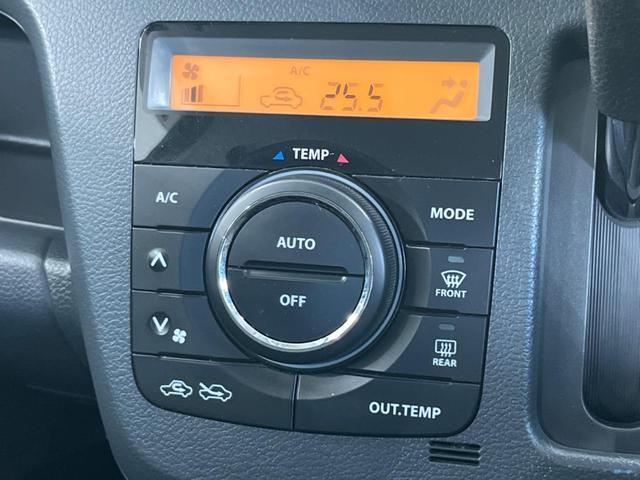 A/C
25.5
TEMP
A/C
MODE
AUTO
OFF
FRONT
REAR
OUT.TEMP